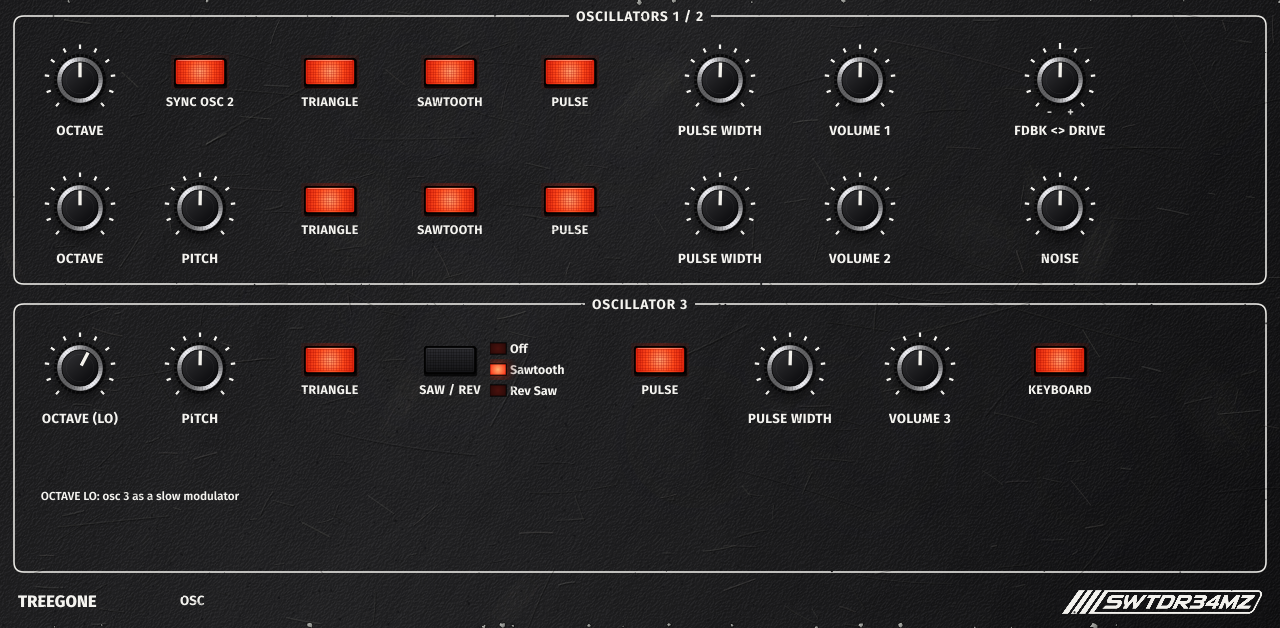 OSCILLATORS 1 / 2
OCTAVE
SYNC OSC 2
TRIANGLE
SAWTOOTH
PULSE
PULSE WIDTH
VOLUME 1
- +
FDBK <> DRIVE
OCTAVE
PITCH
TRIANGLE
SAWTOOTH
PULSE
PULSE WIDTH
VOLUME 2
NOISE
OSCILLATOR 3
OCTAVE (LO)
PiTCH
TRIANGLE
SAW / REV
Off
Sawtooth
Rev Saw
PULSE
PULSE WIDTH
VOLUME 3
KEYBOARD
OCTAVE LO: osc 3 as a slow modulator
TREEGONE
OSC
SWTDR34MZ